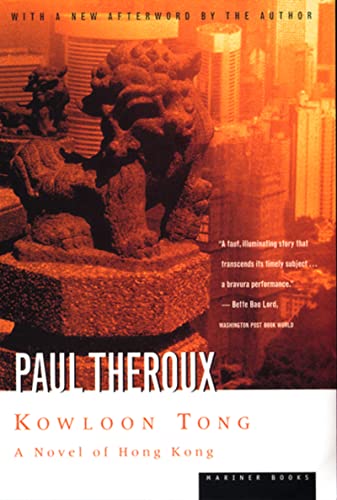 WITH A NEW AFTERWORD BY THE AUTHOR
"A fast, illuminating story that
transcends its timely subject . . .
a bravura performance."
— Bette Bao Lord,
WASHINGTON POST BOOK WORLD
PAUL THEROUX
KOWLOON TONG
A Novel of Hong Kong
MARINER BOOKS